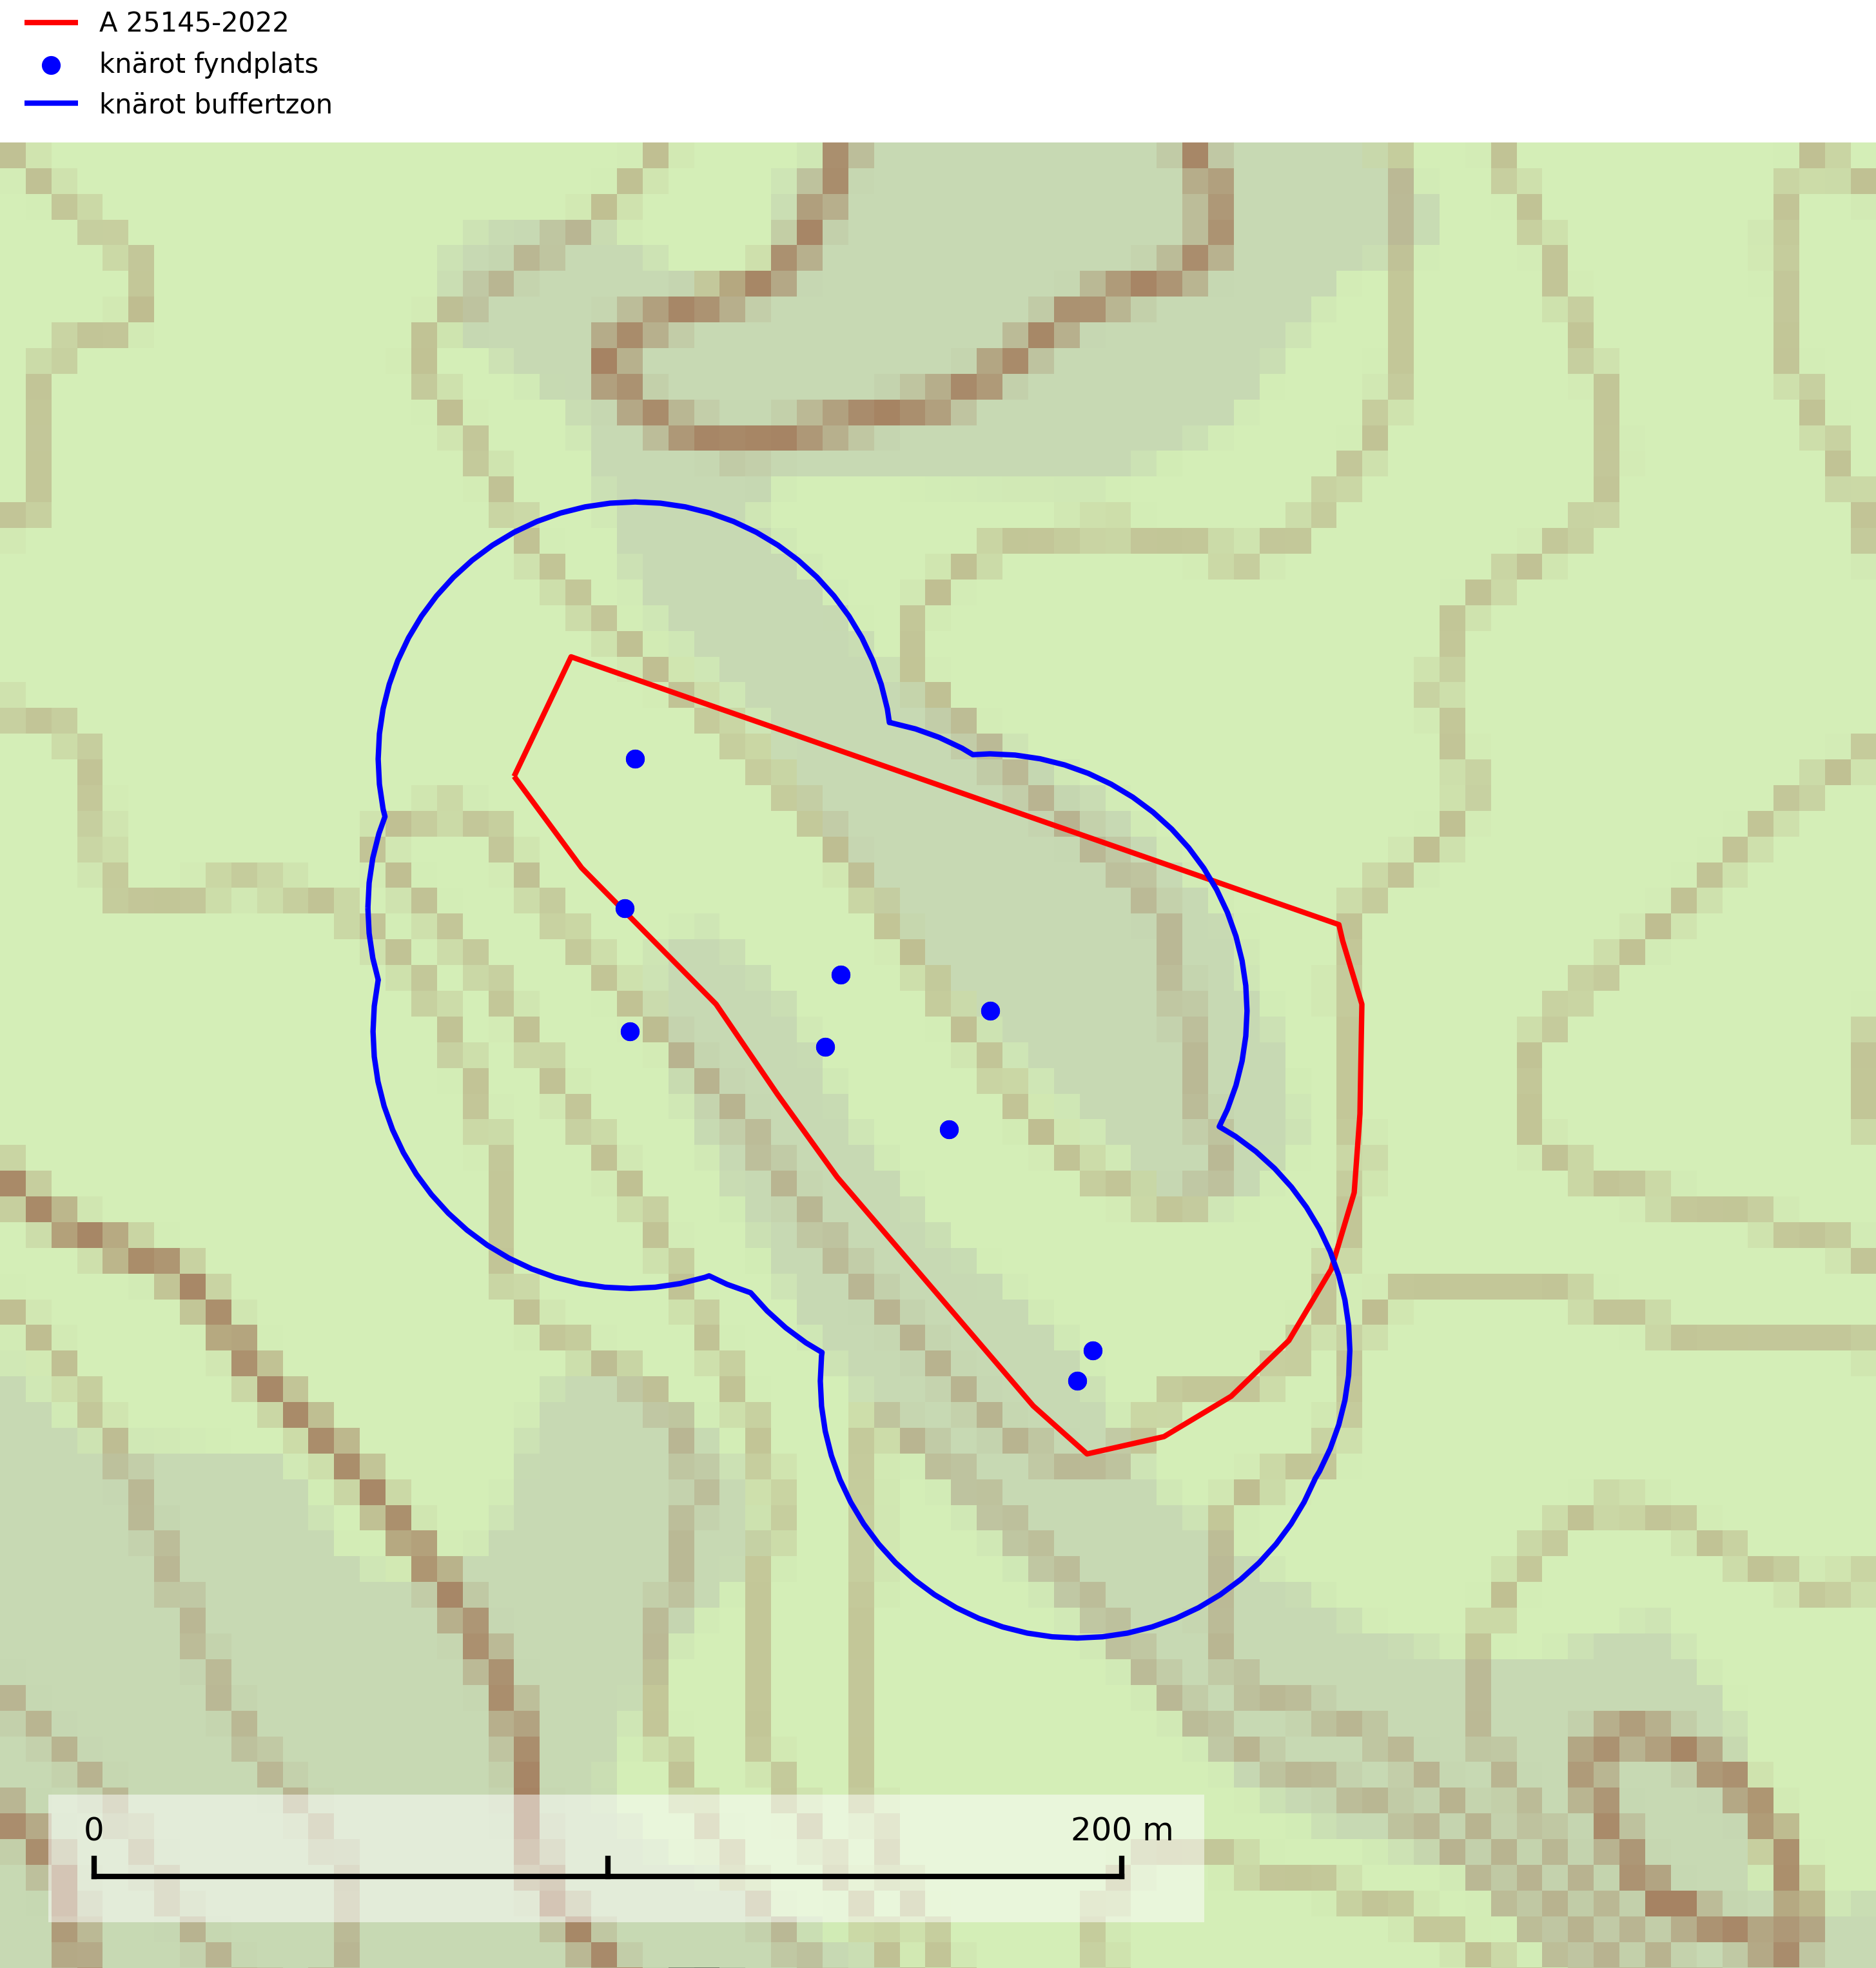 A 25145-2022
knärot fyndplats
knärot buffertzon
0
200 m